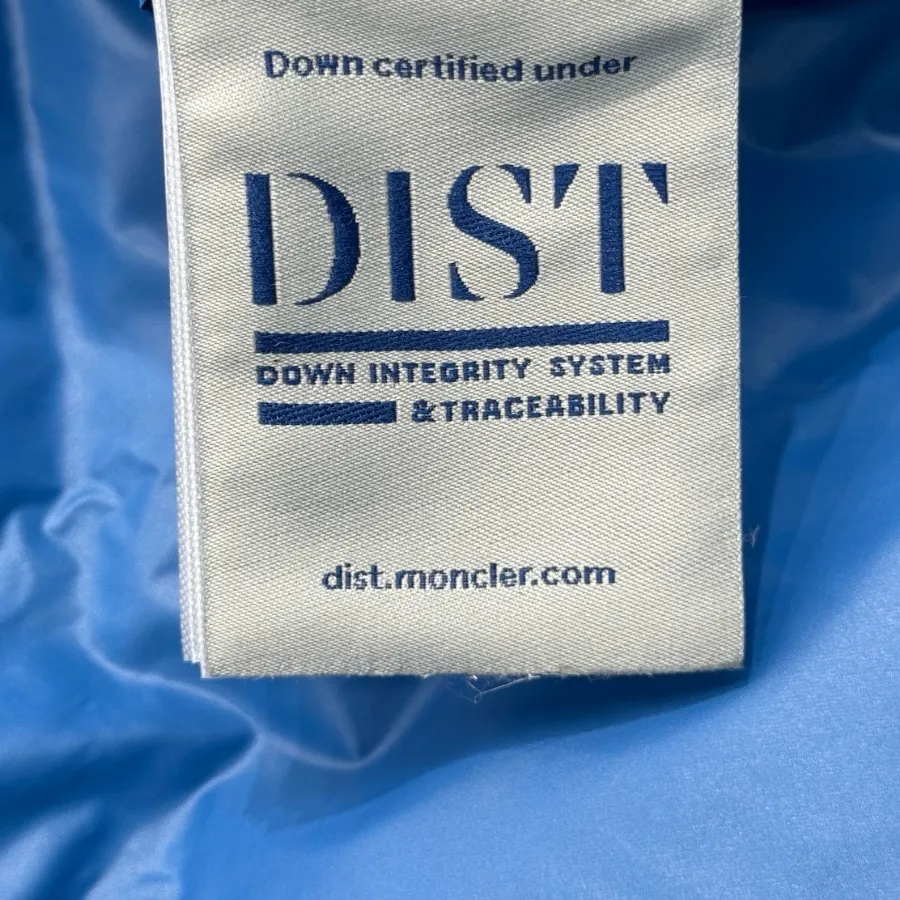 Down certified under
DIST
DOWN INTEGRITY SYSTEM
& TRACEABILITY
dist.moncler.com